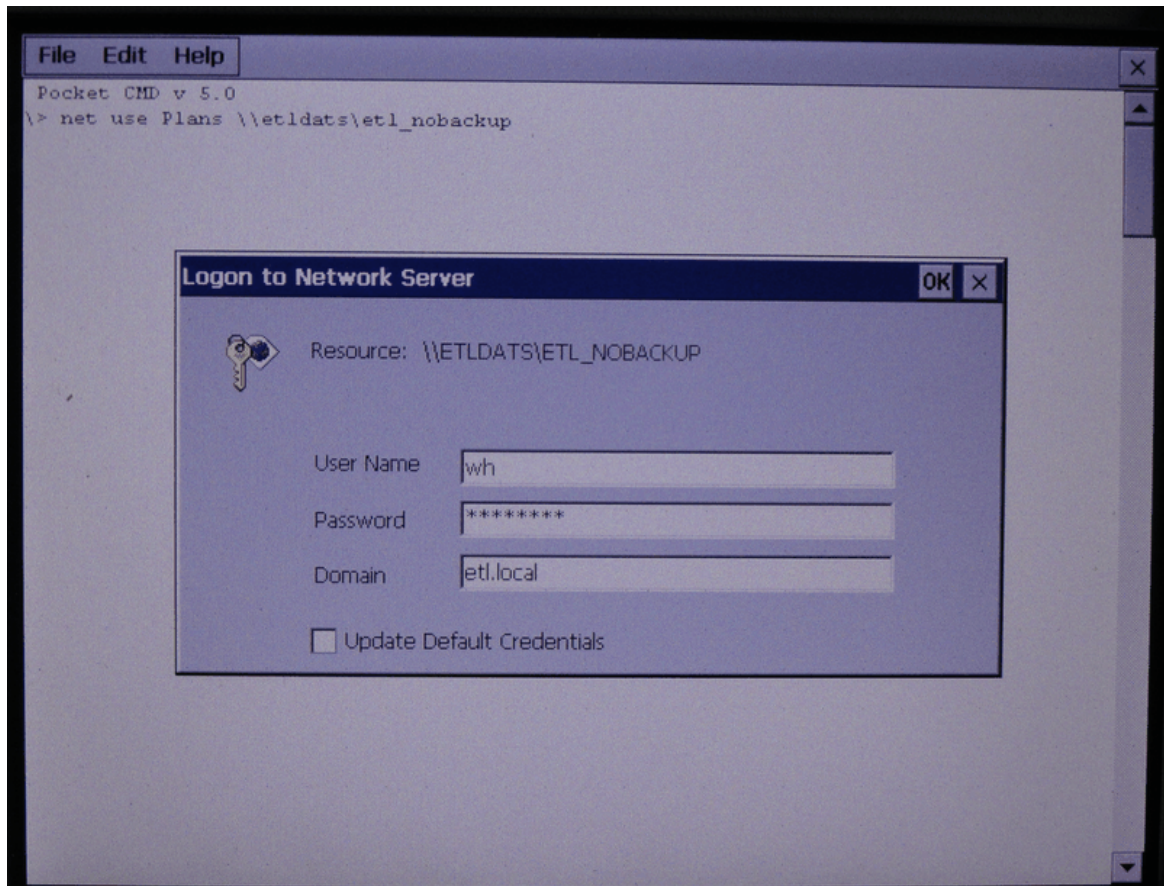 File Edit Help
Pocket CMD v 5.0
\> net use Plans \\etldats\etl_nobackup
Logon to Network Server OK
Resource: \\ETLDATS\ETL_NOBACKUP
User Name wh
Password ********
Domain etl.local
Update Default Credentials